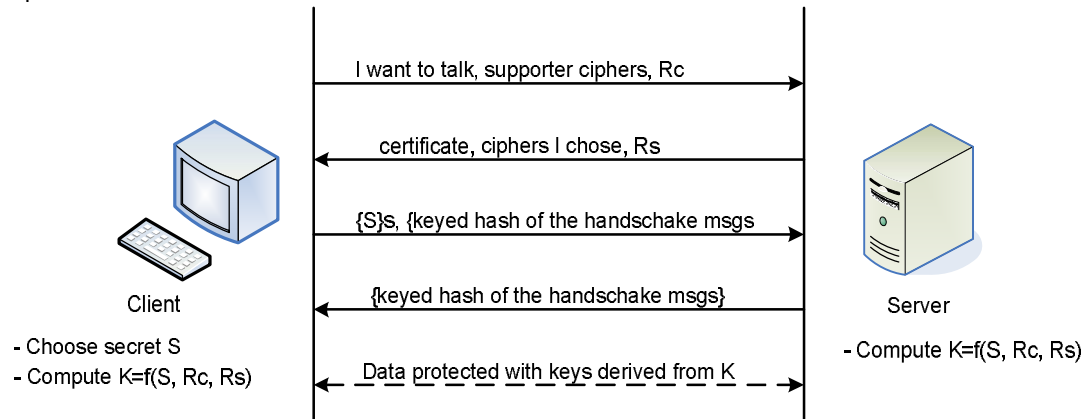 I want to talk, supporter ciphers, Rc
certificate, ciphers I chose, Rs
{S}s, {keyed hash of the handschake msgs
{keyed hash of the handschake msgs}
Data protected with keys derived from K
Client
- Choose secret S
- Compute K=f(S, Rc, Rs)
Server
- Compute K=f(S, Rc, Rs)